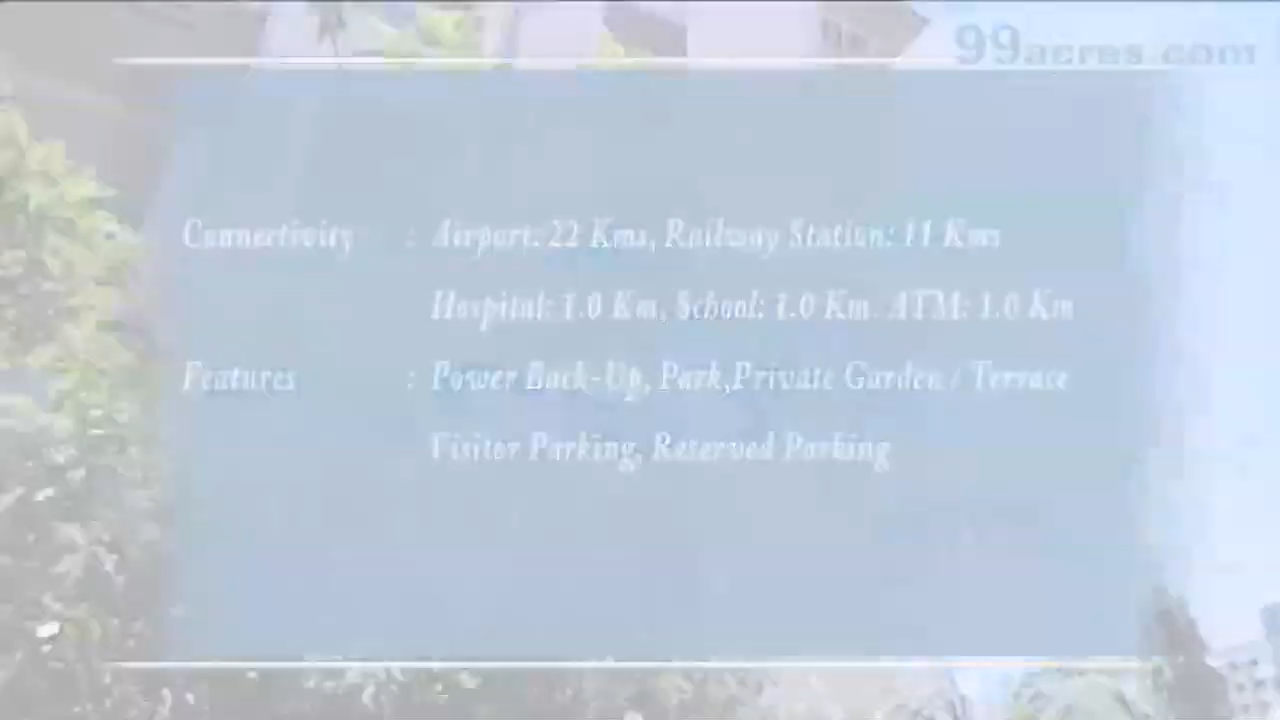 99acres.com
Connectivity : Airport: 22 Kms, Railway Station: 11 Kms
Hospital: 1.0 Km, School: 1.0 Km. ATM: 1.0 Km
Features : Power Back-Up, Park,Private Garden / Terrace
Visitor Parking, Reserved Parking